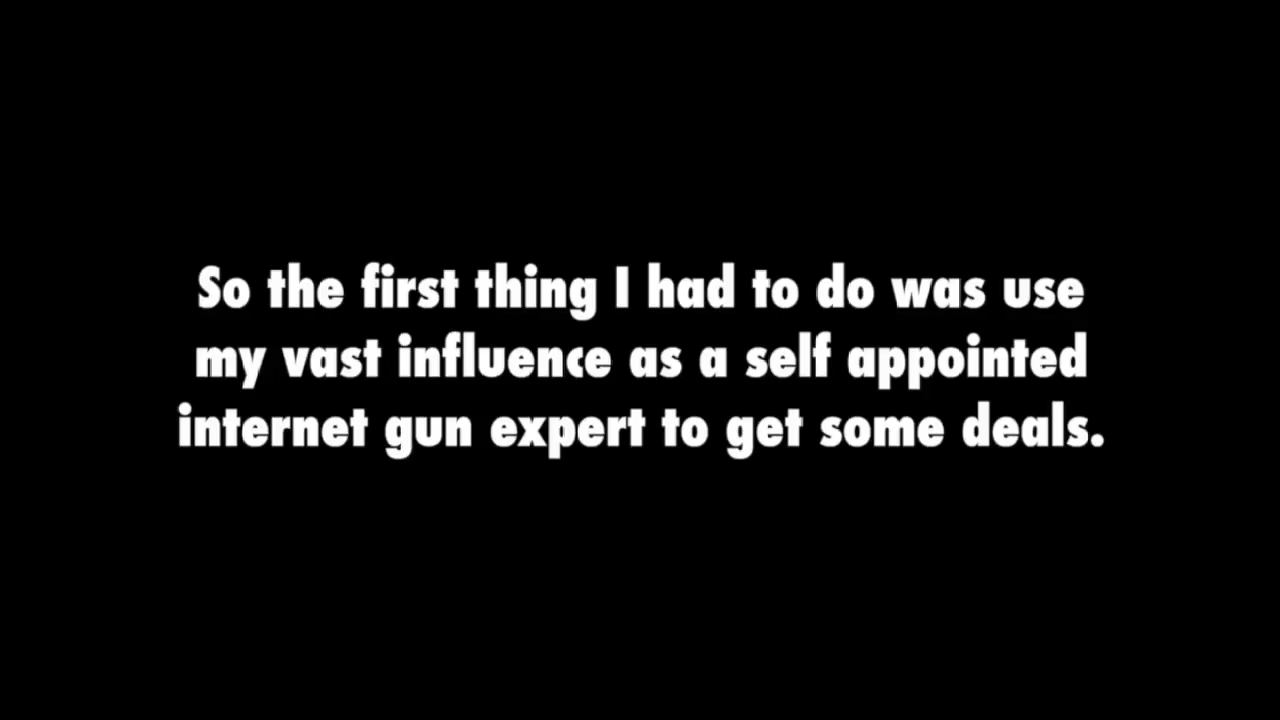 So the first thing I had to do was use
my vast influence as a self appointed
internet gun expert to get some deals.